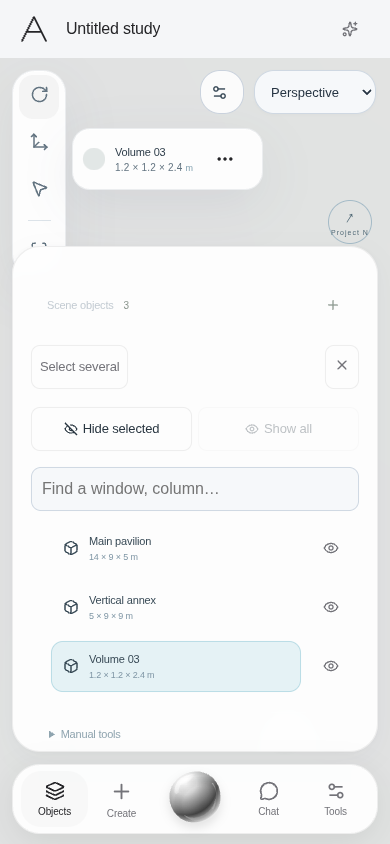 Untitled study
Perspective
Volume 03
1.2 × 1.2 × 2.4 m
Project N
Scene objects 3
Select several
Hide selected
Show all
Find a window, column…
Main pavilion
14 × 9 × 5 m
Vertical annex
5 × 9 × 9 m
Volume 03
1.2 × 1.2 × 2.4 m
Manual tools
Objects
Create
Chat
Tools